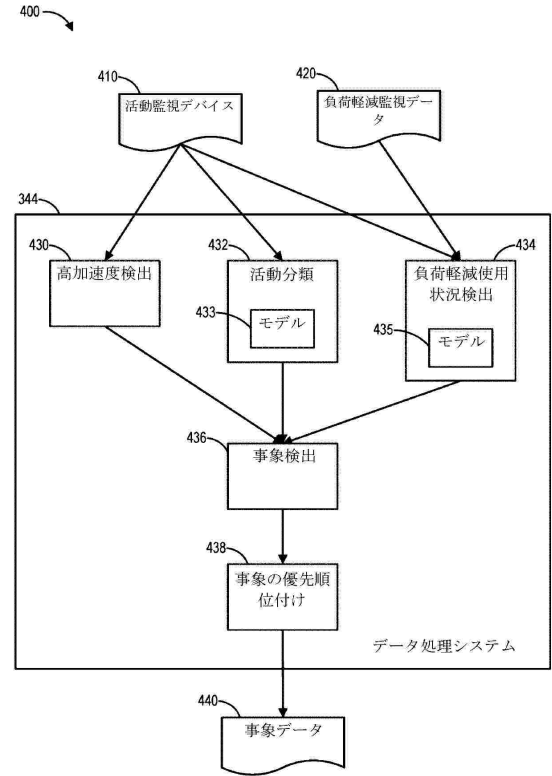 400
410
活動監視デバイス
420
負荷軽減監視デー
タ
344
430
高加速度検出
432
活動分類
433
モデル
434
負荷軽減使用
状況検出
435
モデル
436
事象検出
438
事象の優先順
位付け
データ処理システム
440
事象データ